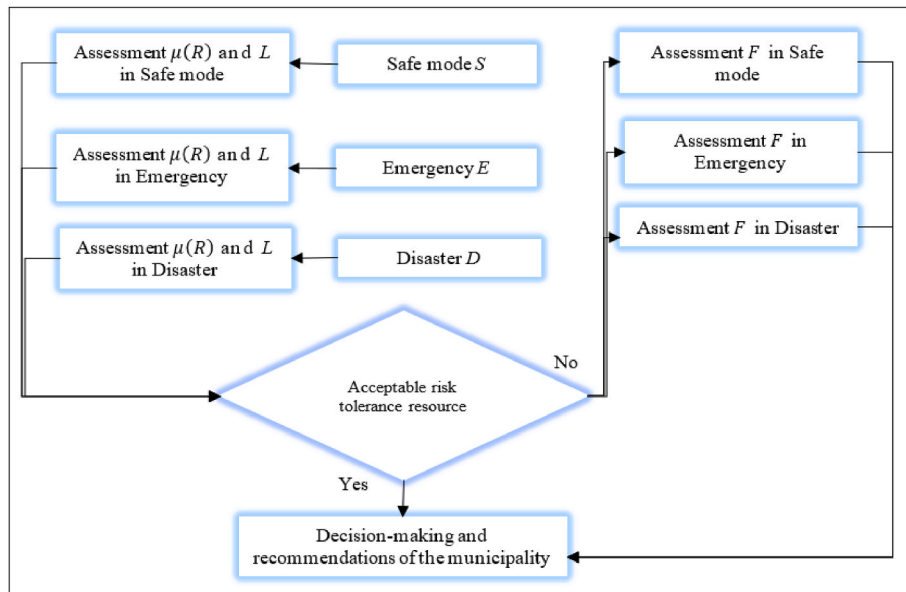 Assessment μ(R) and L
in Safe mode
Safe mode S
Assessment F in Safe
mode
Assessment μ(R) and L
in Emergency
Emergency E
Assessment F in
Emergency
Assessment μ(R) and L
in Disaster
Disaster D
Assessment F in Disaster
No
Acceptable risk
tolerance resource
Yes
Decision-making and
recommendations of the municipality